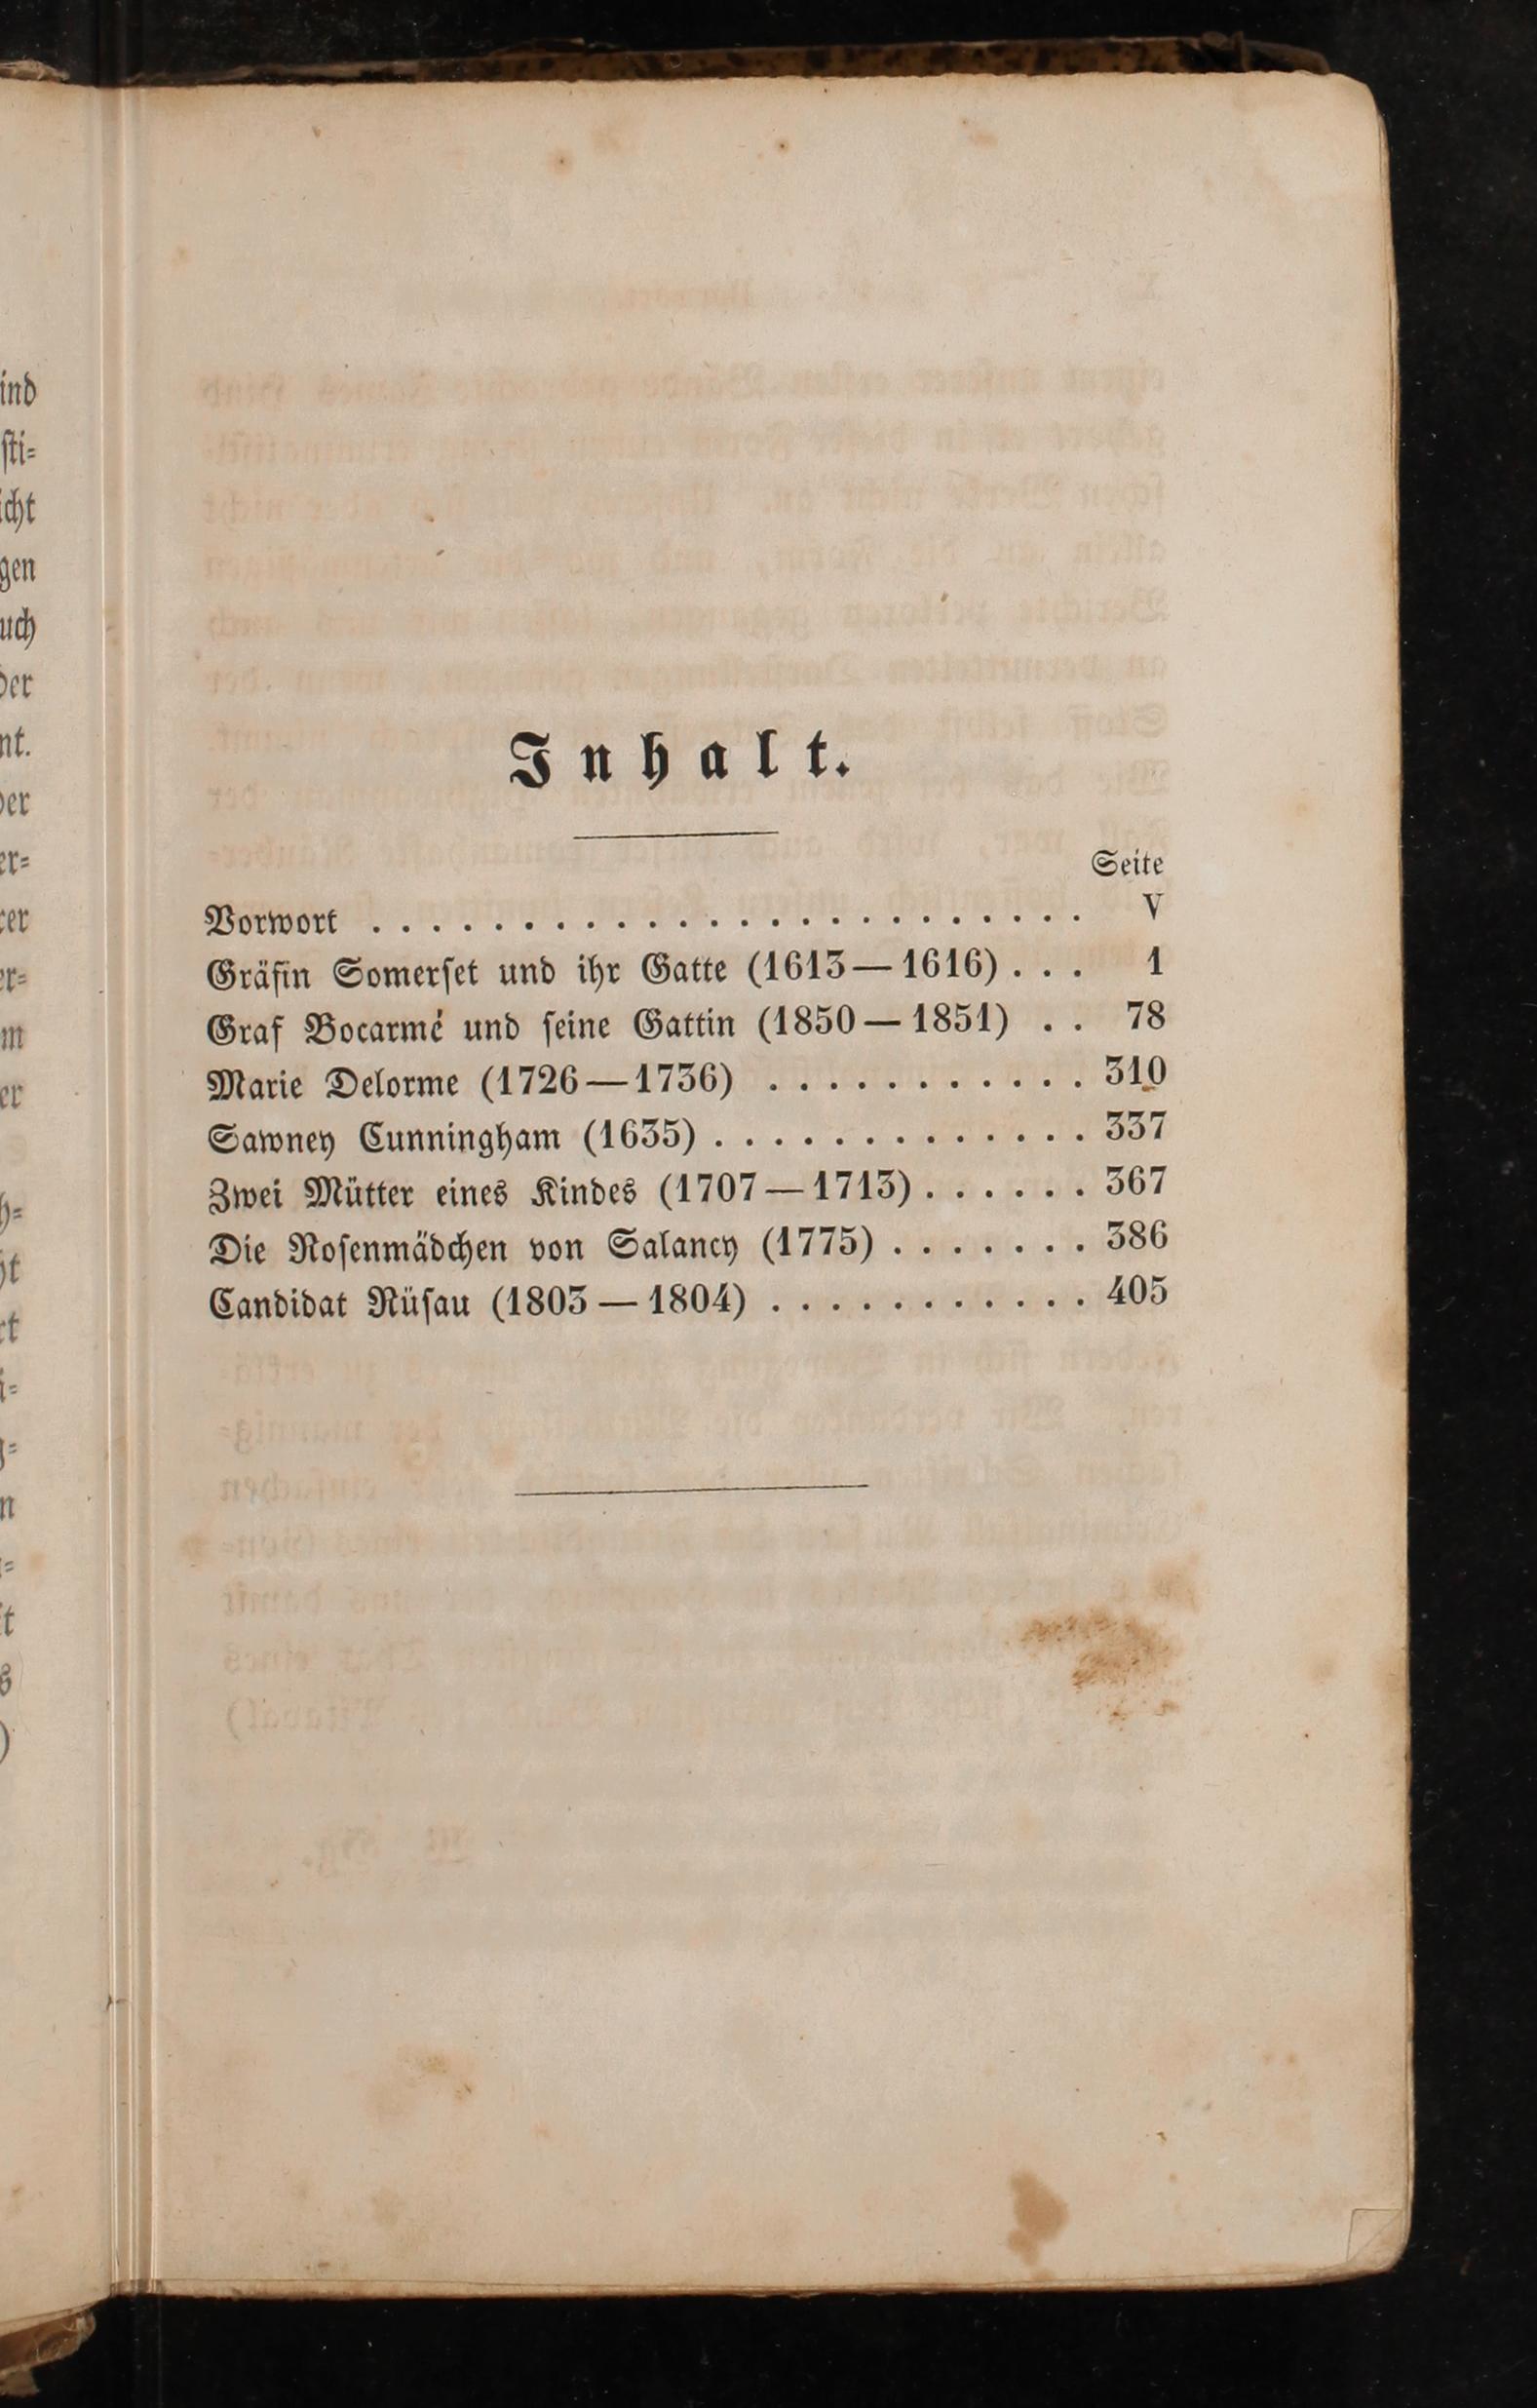 Inhalt.
Seite
Vorwort . . . . . . . . . . . . . . . . . . . . . . . . V
Gräfin Somerſet und ihr Gatte (1613—1616) . . . 1
Graf Bocarmé und ſeine Gattin (1850—1851) . . 78
Marie Delorme (1726—1736) . . . . . . . . . . . 310
Sawney Cunningham (1635) . . . . . . . . . . . . . 337
Zwei Mütter eines Kindes (1707—1713) . . . . . . 367
Die Roſenmädchen von Salancy (1775) . . . . . . . 386
Candidat Rüſau (1803—1804) . . . . . . . . . . . 405